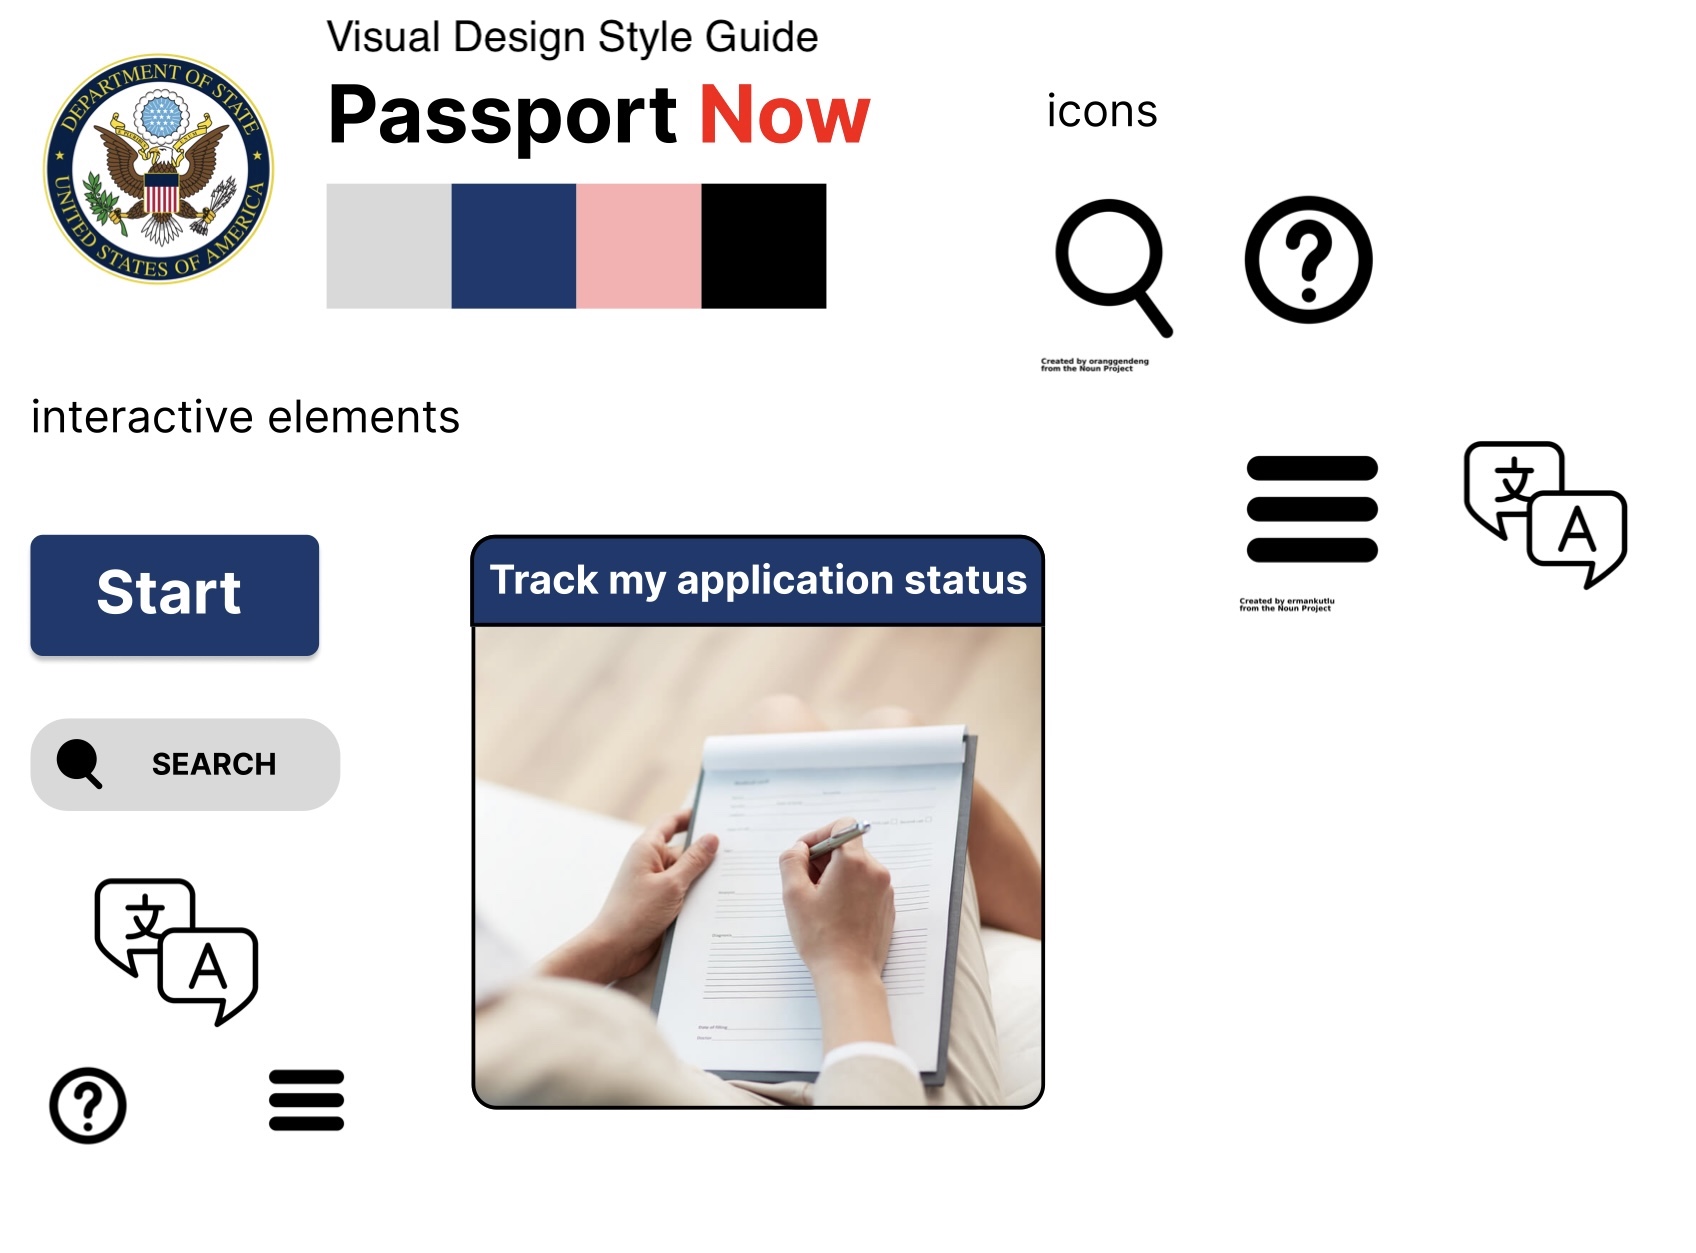 Visual Design Style Guide
Passport Now
DEPARTMENT OF STATE
UNITED STATES OF AMERICA
icons
?
Created by oranggendeng
from the Noun Project
interactive elements
文
A
Created by ermankutlu
from the Noun Project
Start
Track my application status
SEARCH
文
A
?